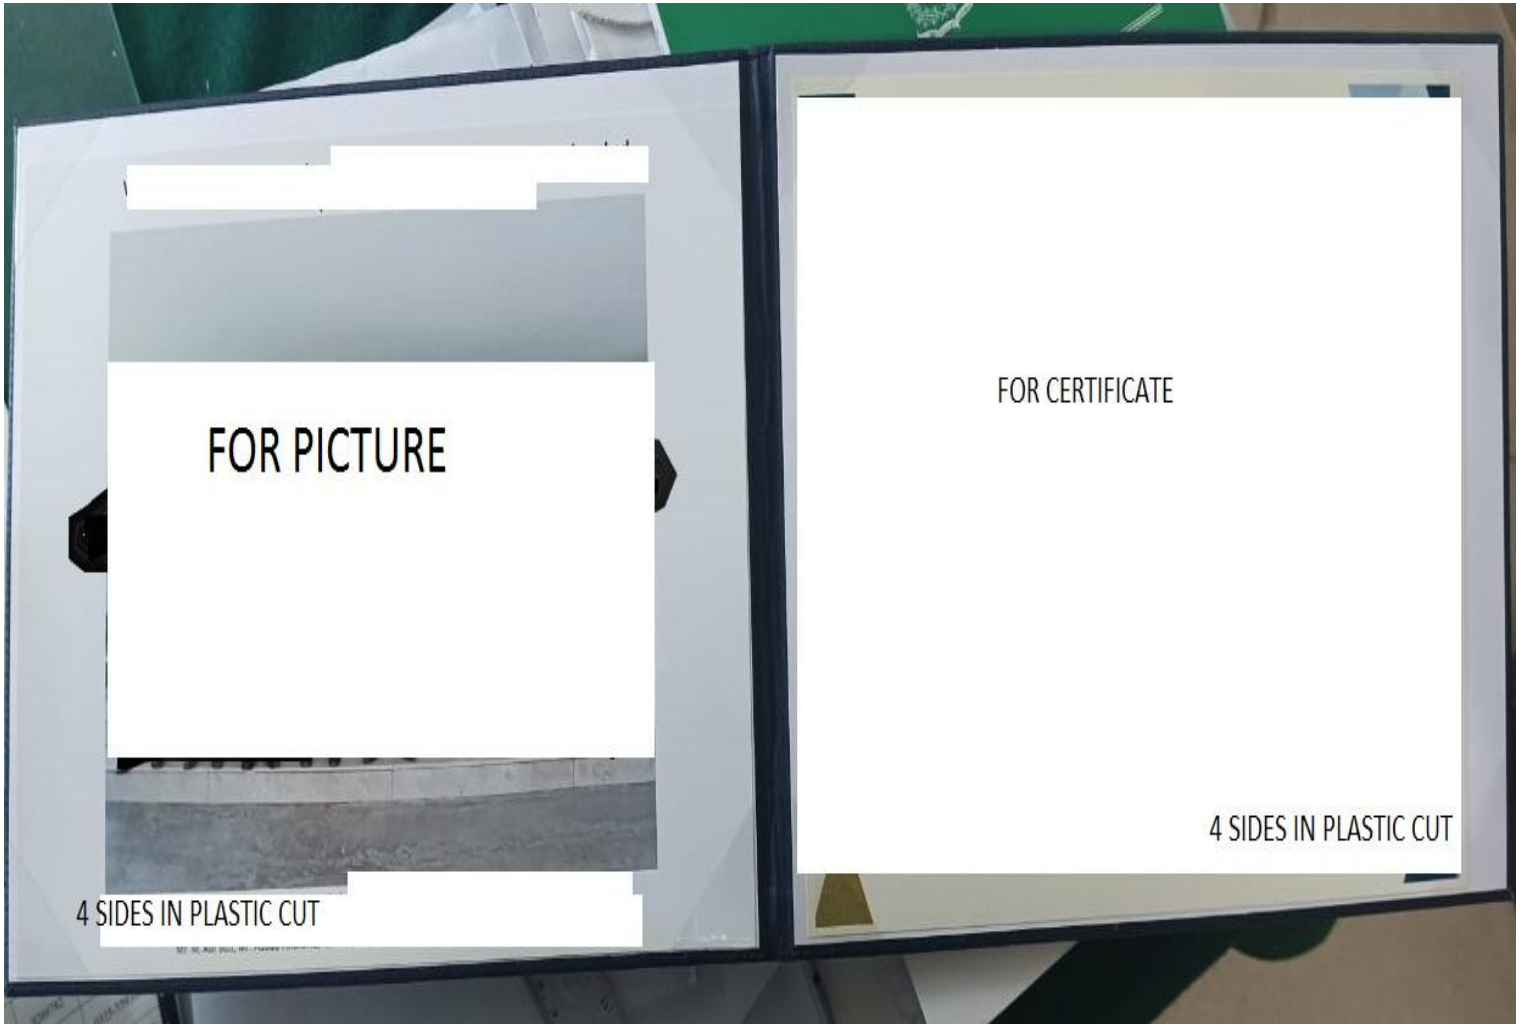 FOR PICTURE
4 SIDES IN PLASTIC CUT
FOR CERTIFICATE
4 SIDES IN PLASTIC CUT